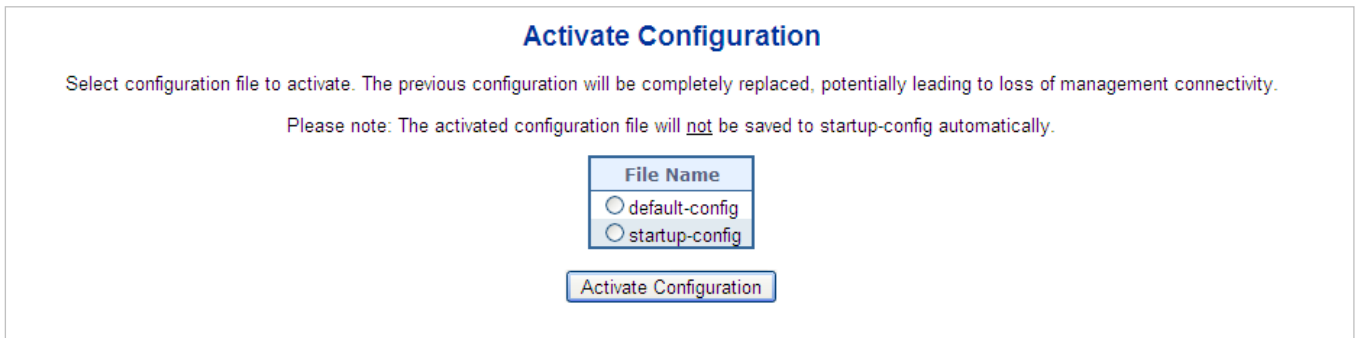 Activate Configuration
Select configuration file to activate. The previous configuration will be completely replaced, potentially leading to loss of management connectivity.
Please note: The activated configuration file will not be saved to startup-config automatically.
File Name
default-config
startup-config
Activate Configuration